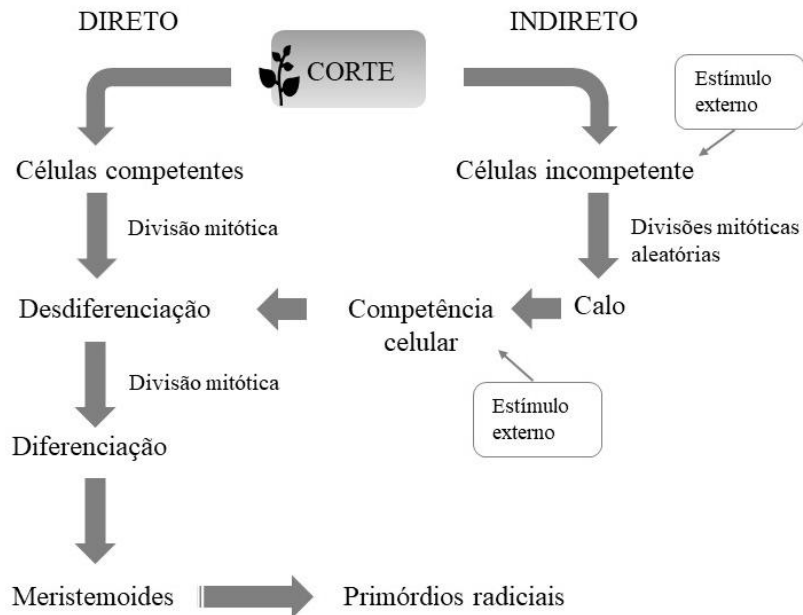 DIRETO
INDIRETO
CORTE
Estímulo
externo
Células competentes
Células incompetente
Divisão mitótica
Divisões mitóticas
aleatórias
Desdiferenciação
Competência
celular
Calo
Divisão mitótica
Estímulo
externo
Diferenciação
Meristemoides
Primórdios radiciais